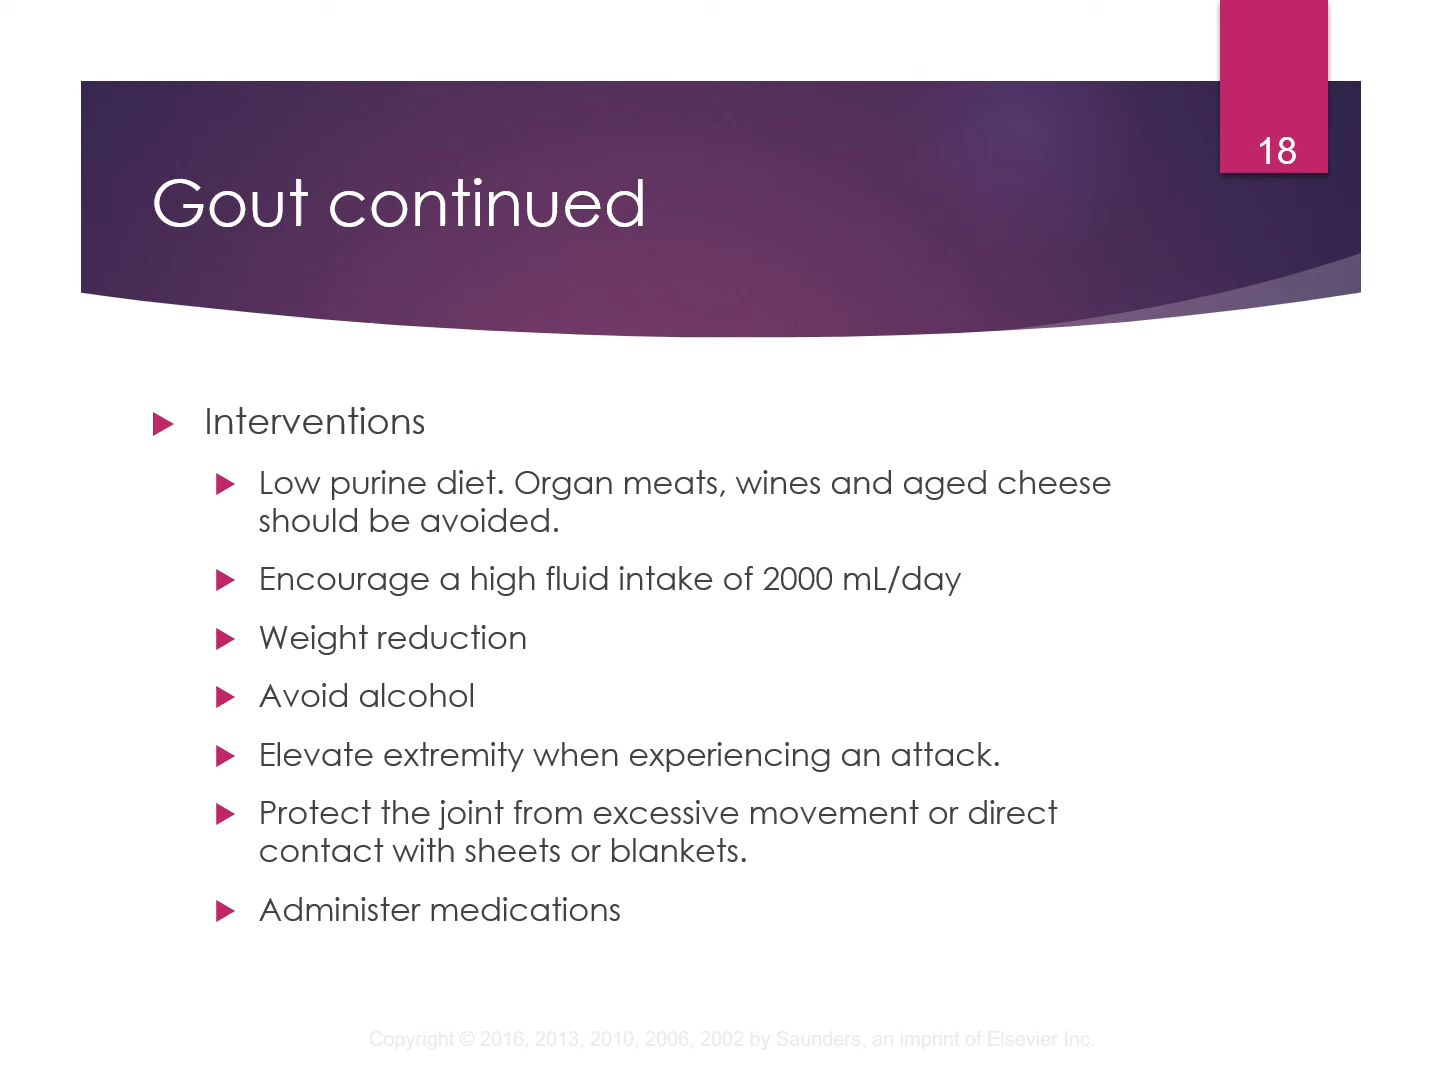 18
Gout continued
Interventions
Low purine diet. Organ meats, wines and aged cheese
should be avoided.
Encourage a high fluid intake of 2000 mL/day
Weight reduction
Avoid alcohol
Elevate extremity when experiencing an attack.
Protect the joint from excessive movement or direct
contact with sheets or blankets.
Administer medications
Copyright © 2016, 2013, 2010, 2006, 2002 by Saunders, an imprint of Elsevier Inc.